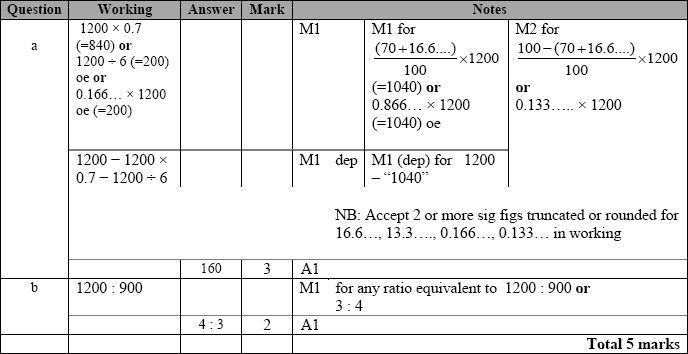 Question Working Answer Mark Notes
a
1200 × 0.7
(=840) or
1200 ÷ 6 (=200)
oe or
0.166… × 1200
oe (=200)
M1
M1 for
(70+16.6....)/100 ×1200
(=1040) or
0.866… × 1200
(=1040) oe
M2 for
100−(70+16.6....)/100 ×1200
or
0.133….. × 1200
1200 − 1200 ×
0.7 − 1200 ÷ 6
M1 dep
M1 (dep) for 1200
− “1040”
NB: Accept 2 or more sig figs truncated or rounded for
16.6…, 13.3…., 0.166…, 0.133… in working
160 3 A1
b 1200 : 900 M1 for any ratio equivalent to 1200 : 900 or
3 : 4
4 : 3 2 A1
Total 5 marks